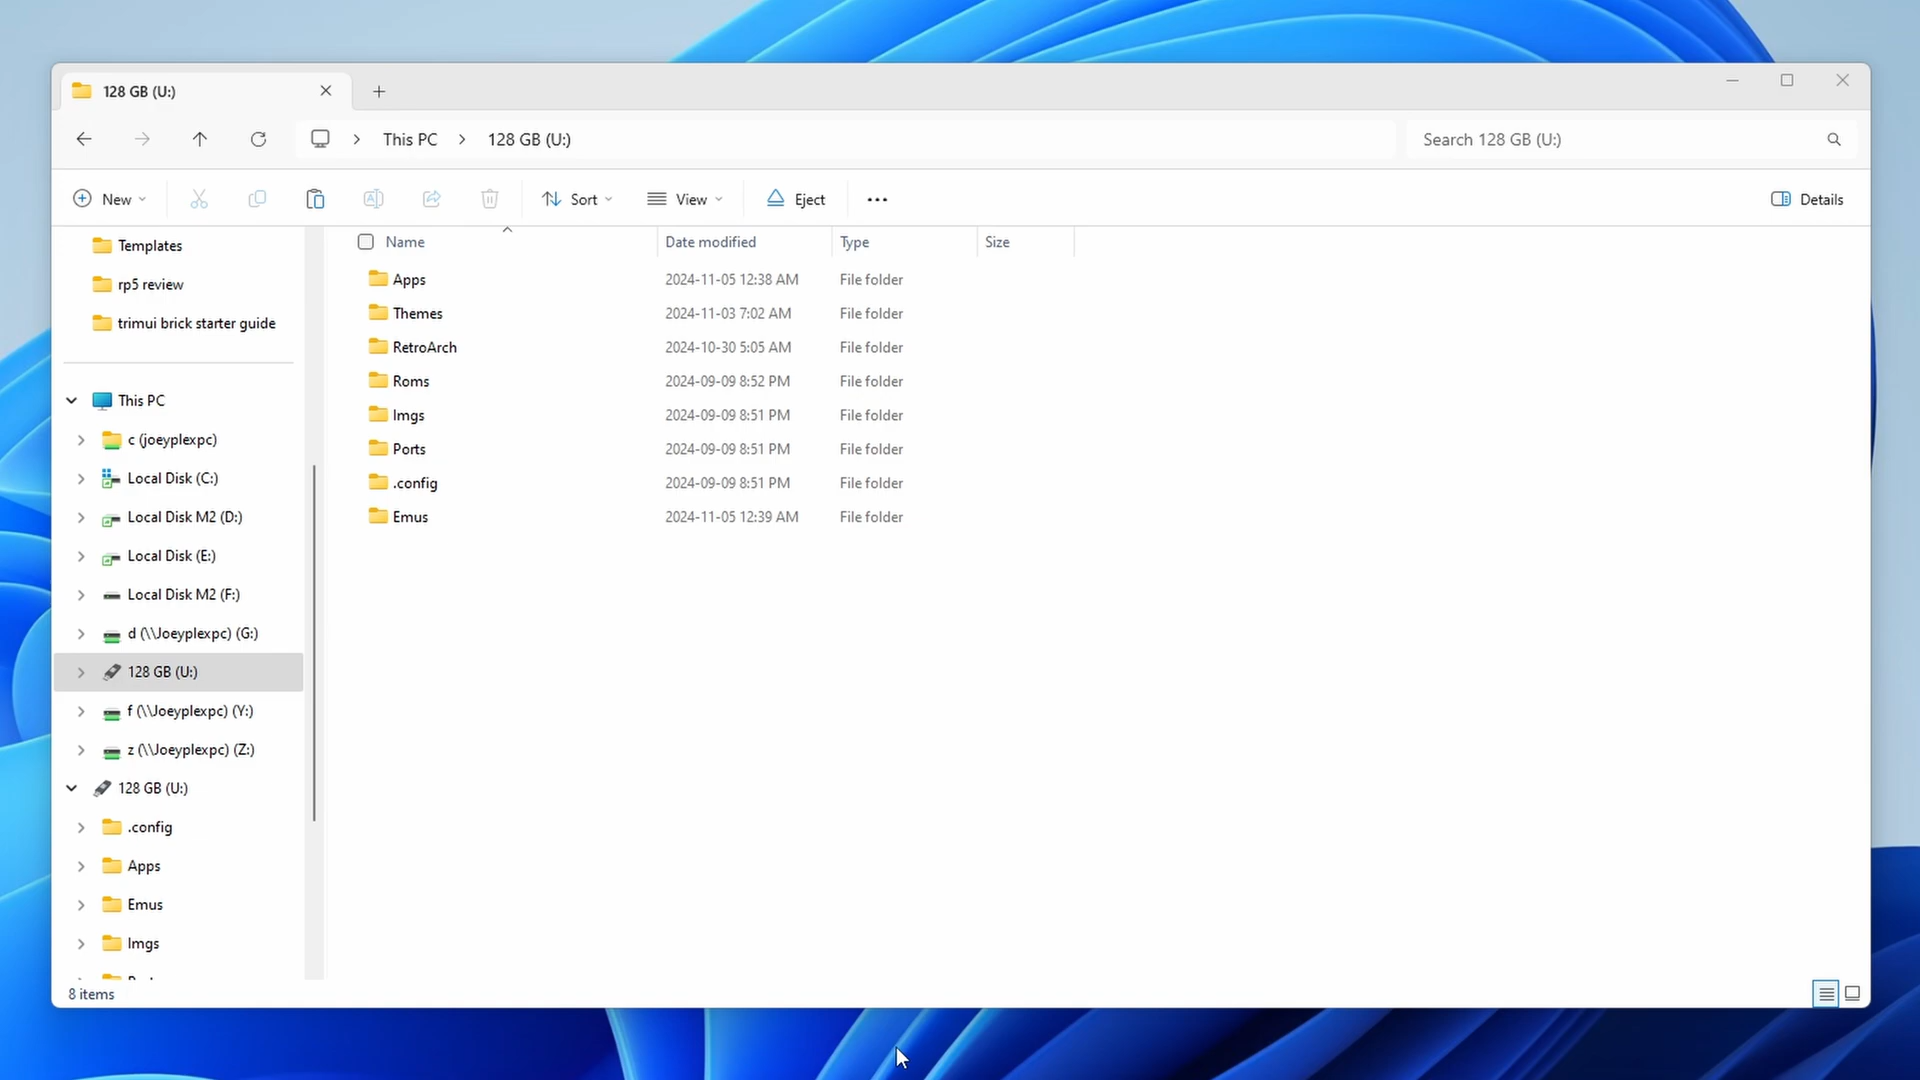 128 GB (U:)
This PC > 128 GB (U:)
Search 128 GB (U:)
New Sort View Eject Details
Templates
rp5 review
trimui brick starter guide
This PC
c (joeyplexpc)
Local Disk (C:)
Local Disk M2 (D:)
Local Disk (E:)
Local Disk M2 (F:)
d (\\Joeyplexpc) (G:)
128 GB (U:)
f (\\Joeyplexpc) (Y:)
z (\\Joeyplexpc) (Z:)
128 GB (U:)
.config
Apps
Emus
Imgs
Name Date modified Type Size
Apps 2024-11-05 12:38 AM File folder
Themes 2024-11-03 7:02 AM File folder
RetroArch 2024-10-30 5:05 AM File folder
Roms 2024-09-09 8:52 PM File folder
Imgs 2024-09-09 8:51 PM File folder
Ports 2024-09-09 8:51 PM File folder
.config 2024-09-09 8:51 PM File folder
Emus 2024-11-05 12:39 AM File folder
8 items